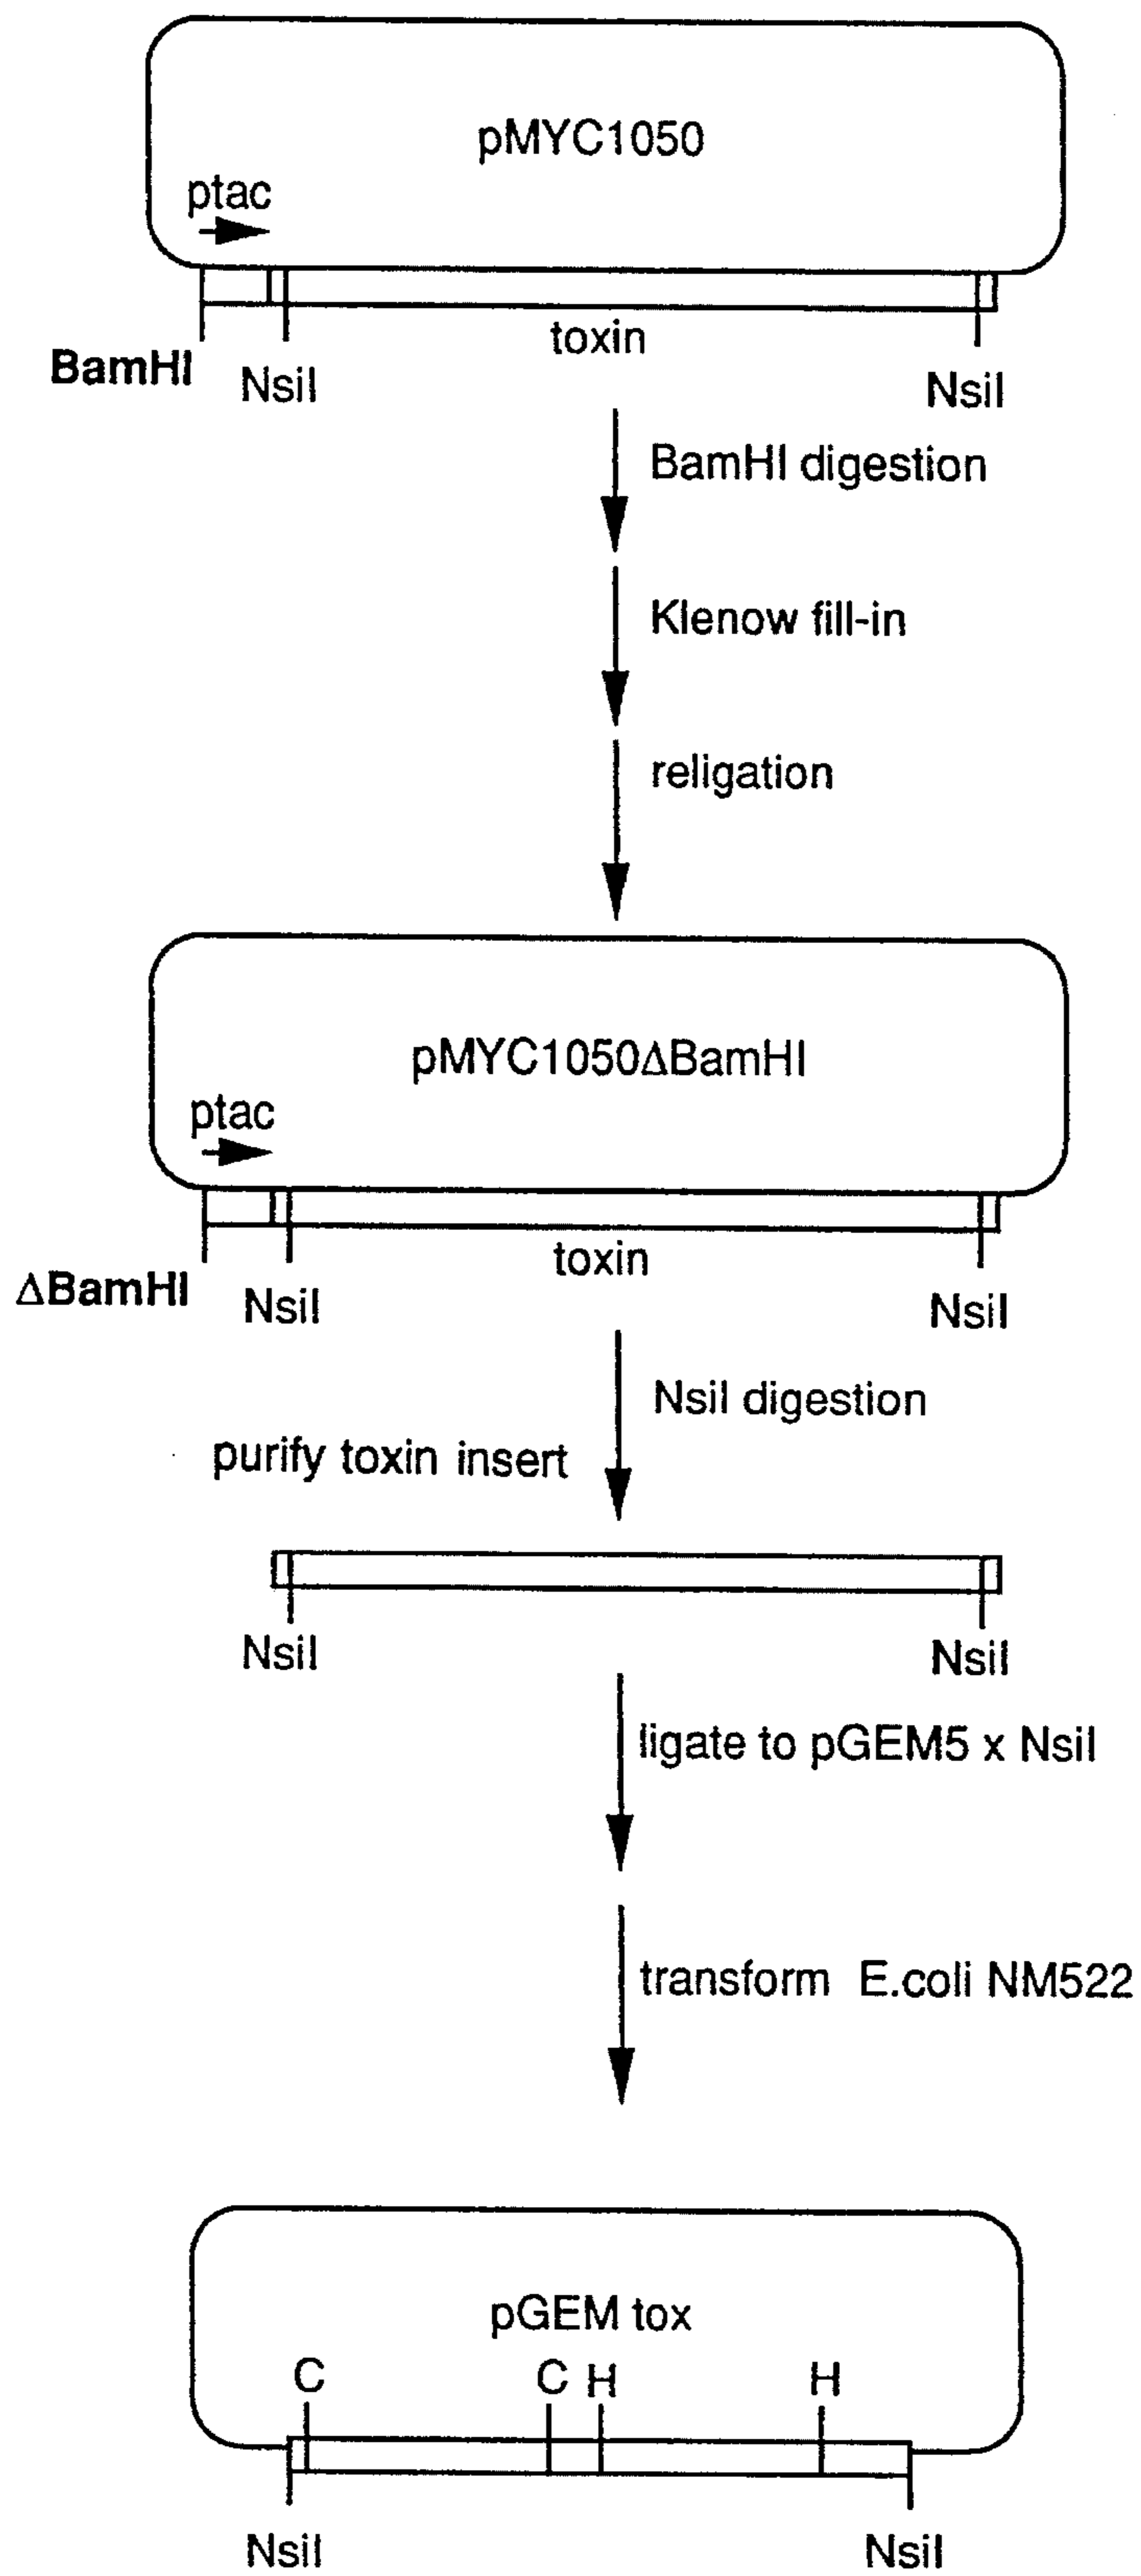 pMYC1050
ptac
toxin
BamHI
NsiI
NsiI
BamHI digestion
Klenow fill-in
religation
pMYC1050ΔBamHI
ptac
toxin
ΔBamHI
NsiI
NsiI
NsiI digestion
purify toxin insert
NsiI
NsiI
ligate to pGEM5 x NsiI
transform E.coli NM522
pGEM tox
C
C
H
H
NsiI
NsiI